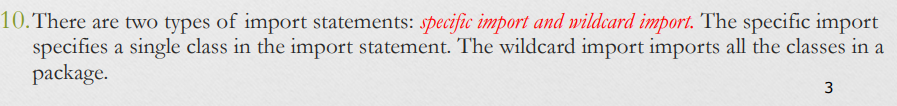 10. There are two types of import statements: specific import and wildcard import. The specific import
specifies a single class in the import statement. The wildcard import imports all the classes in a
package.
3